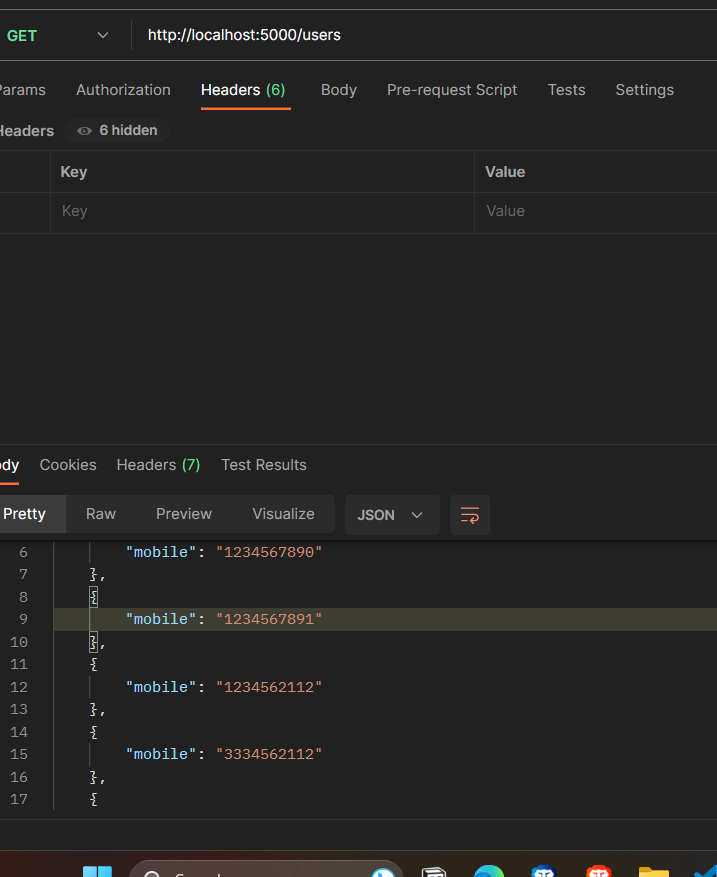 GET http://localhost:5000/users
Params Authorization Headers (6) Body Pre-request Script Tests Settings
Headers 6 hidden
Key Value
Key Value
Body Cookies Headers (7) Test Results
Pretty Raw Preview Visualize JSON
6 "mobile": "1234567890"
7 },
8 {
9 "mobile": "1234567891"
10 },
11 {
12 "mobile": "1234562112"
13 },
14 {
15 "mobile": "3334562112"
16 },
17 {